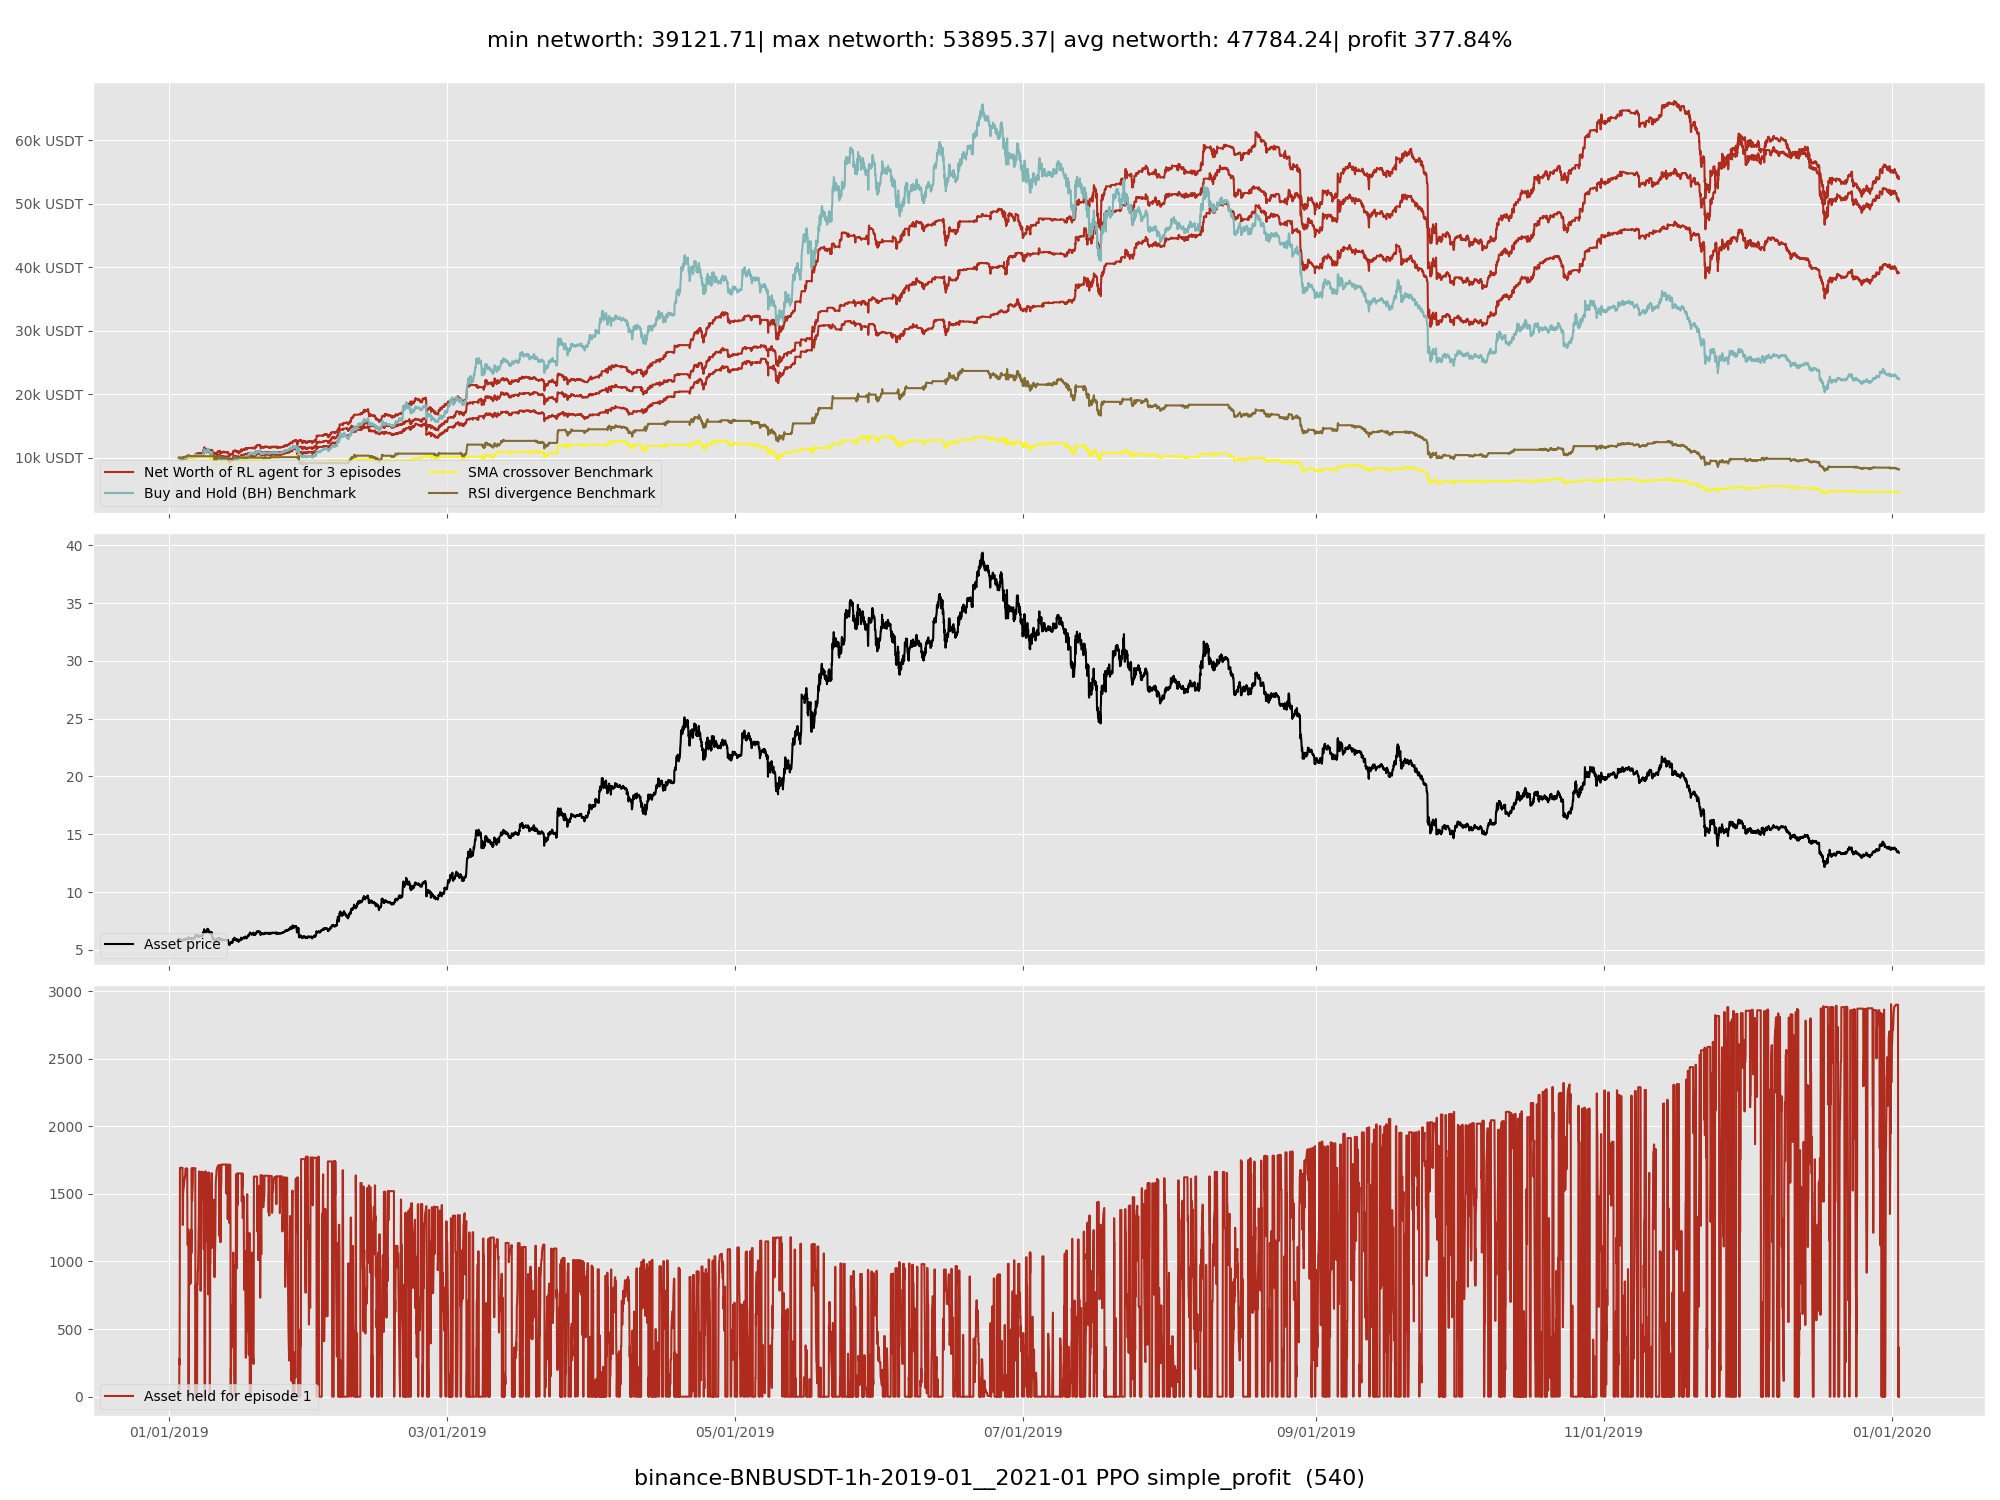 min networth: 39121.71| max networth: 53895.37| avg networth: 47784.24| profit 377.84%
60k USDT
50k USDT
40k USDT
30k USDT
20k USDT
10k USDT
Net Worth of RL agent for 3 episodes
Buy and Hold (BH) Benchmark
SMA crossover Benchmark
RSI divergence Benchmark
40
35
30
25
20
15
10
5
Asset price
3000
2500
2000
1500
1000
500
0
Asset held for episode 1
01/01/2019
03/01/2019
05/01/2019
07/01/2019
09/01/2019
11/01/2019
01/01/2020
binance-BNBUSDT-1h-2019-01__2021-01 PPO simple_profit  (540)